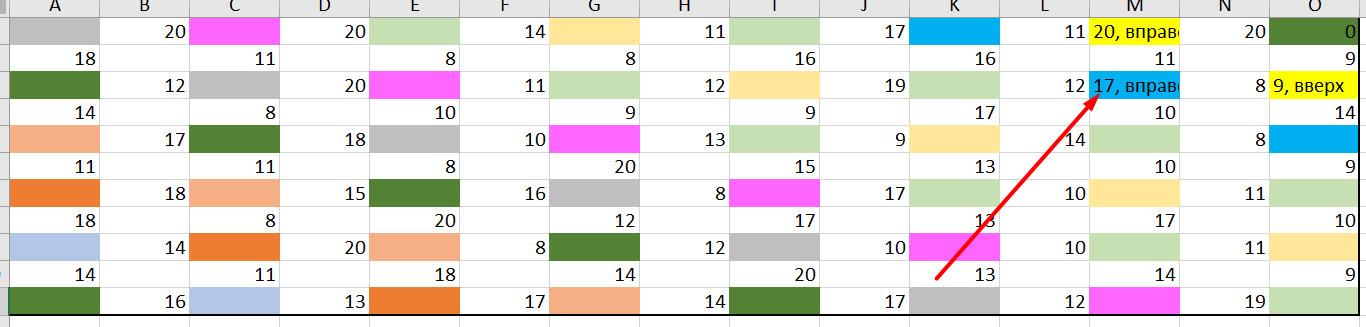 A B C D E F G H I J K L M N O
20 20 14 11 17 11 20, вправо 20 0
18 11 8 8 16 16 11 9
12 20 11 12 19 12 17, вправо 8 9, вверх
14 8 10 9 9 17 10 14
17 18 10 13 9 14 8
11 11 8 20 15 13 10 9
18 15 16 8 17 10 11
18 8 20 12 17 13 17 10
14 20 8 12 10 10 11
14 11 18 14 20 13 14 9
16 13 17 14 17 12 19